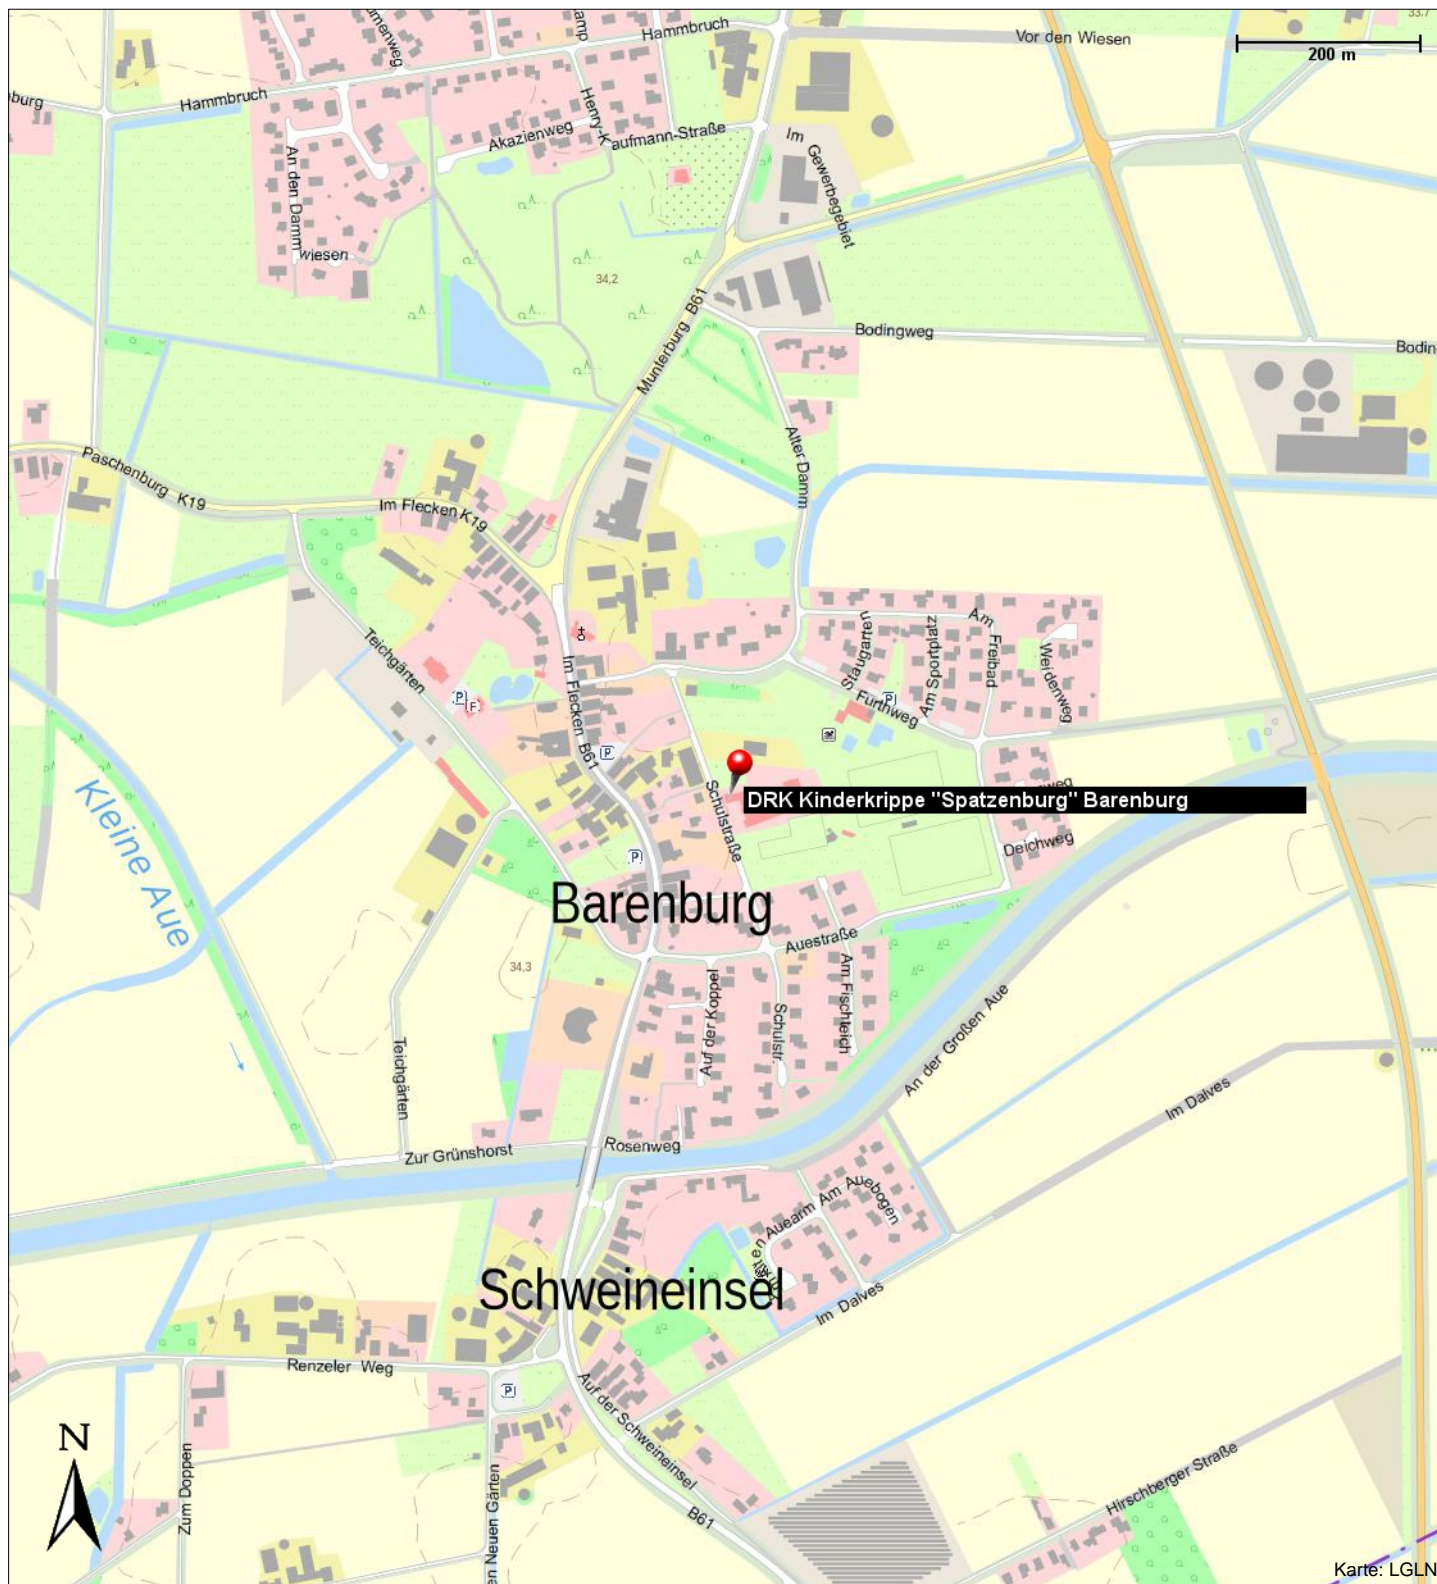 33.7
Hammbruch
Vor den Wiesen
200 m
Hammbruch
Henry-Kaufmann-Straße
Akazienweg
Im Gewerbegebiet
An den Dammwiesen
34,2
Munterburg B61
Bodingweg
Alter Damm
Paschenburg K19
Im Flecken K19
Teichgärten
Am Freibad
Staugarten
Am Sportplatz
Weidenweg
P
F
P
Furthweg
Im Flecken B61
P
Schulstraße
DRK Kinderkrippe "Spatzenburg" Barenburg
Kleine Aue
Deichweg
P
Barenburg
Auestraße
34,3
Auf der Koppel
Am Fischteich
Schulstr.
An der Großen Aue
Teichgärten
Im Dalves
Zur Grünshorst
Rosenweg
Am Auebogen
Schweineinsel
Im Dalves
Renzeler Weg
P
Auf der Schweineinsel
N
Zum Doppen
Hirschberger Straße
B61
Karte: LGLN